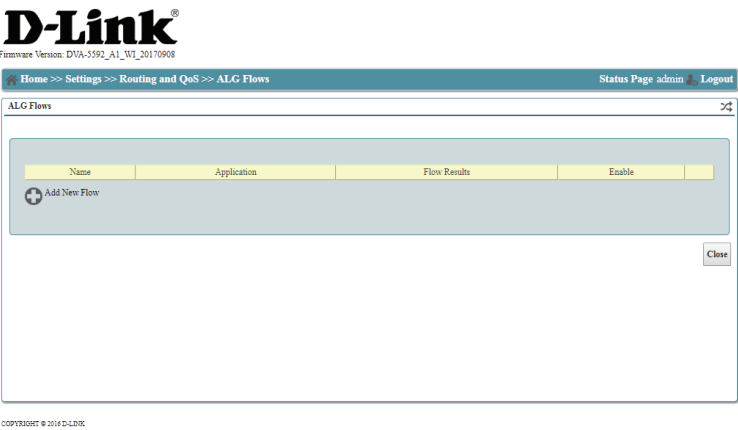 D-Link®
Firmware Version: DVA-5592_A1_WI_20170908
Home >> Settings >> Routing and QoS >> ALG Flows Status Page admin Logout
ALG Flows
Name Application Flow Results Enable
Add New Flow
Close
COPYRIGHT © 2016 D-LINK